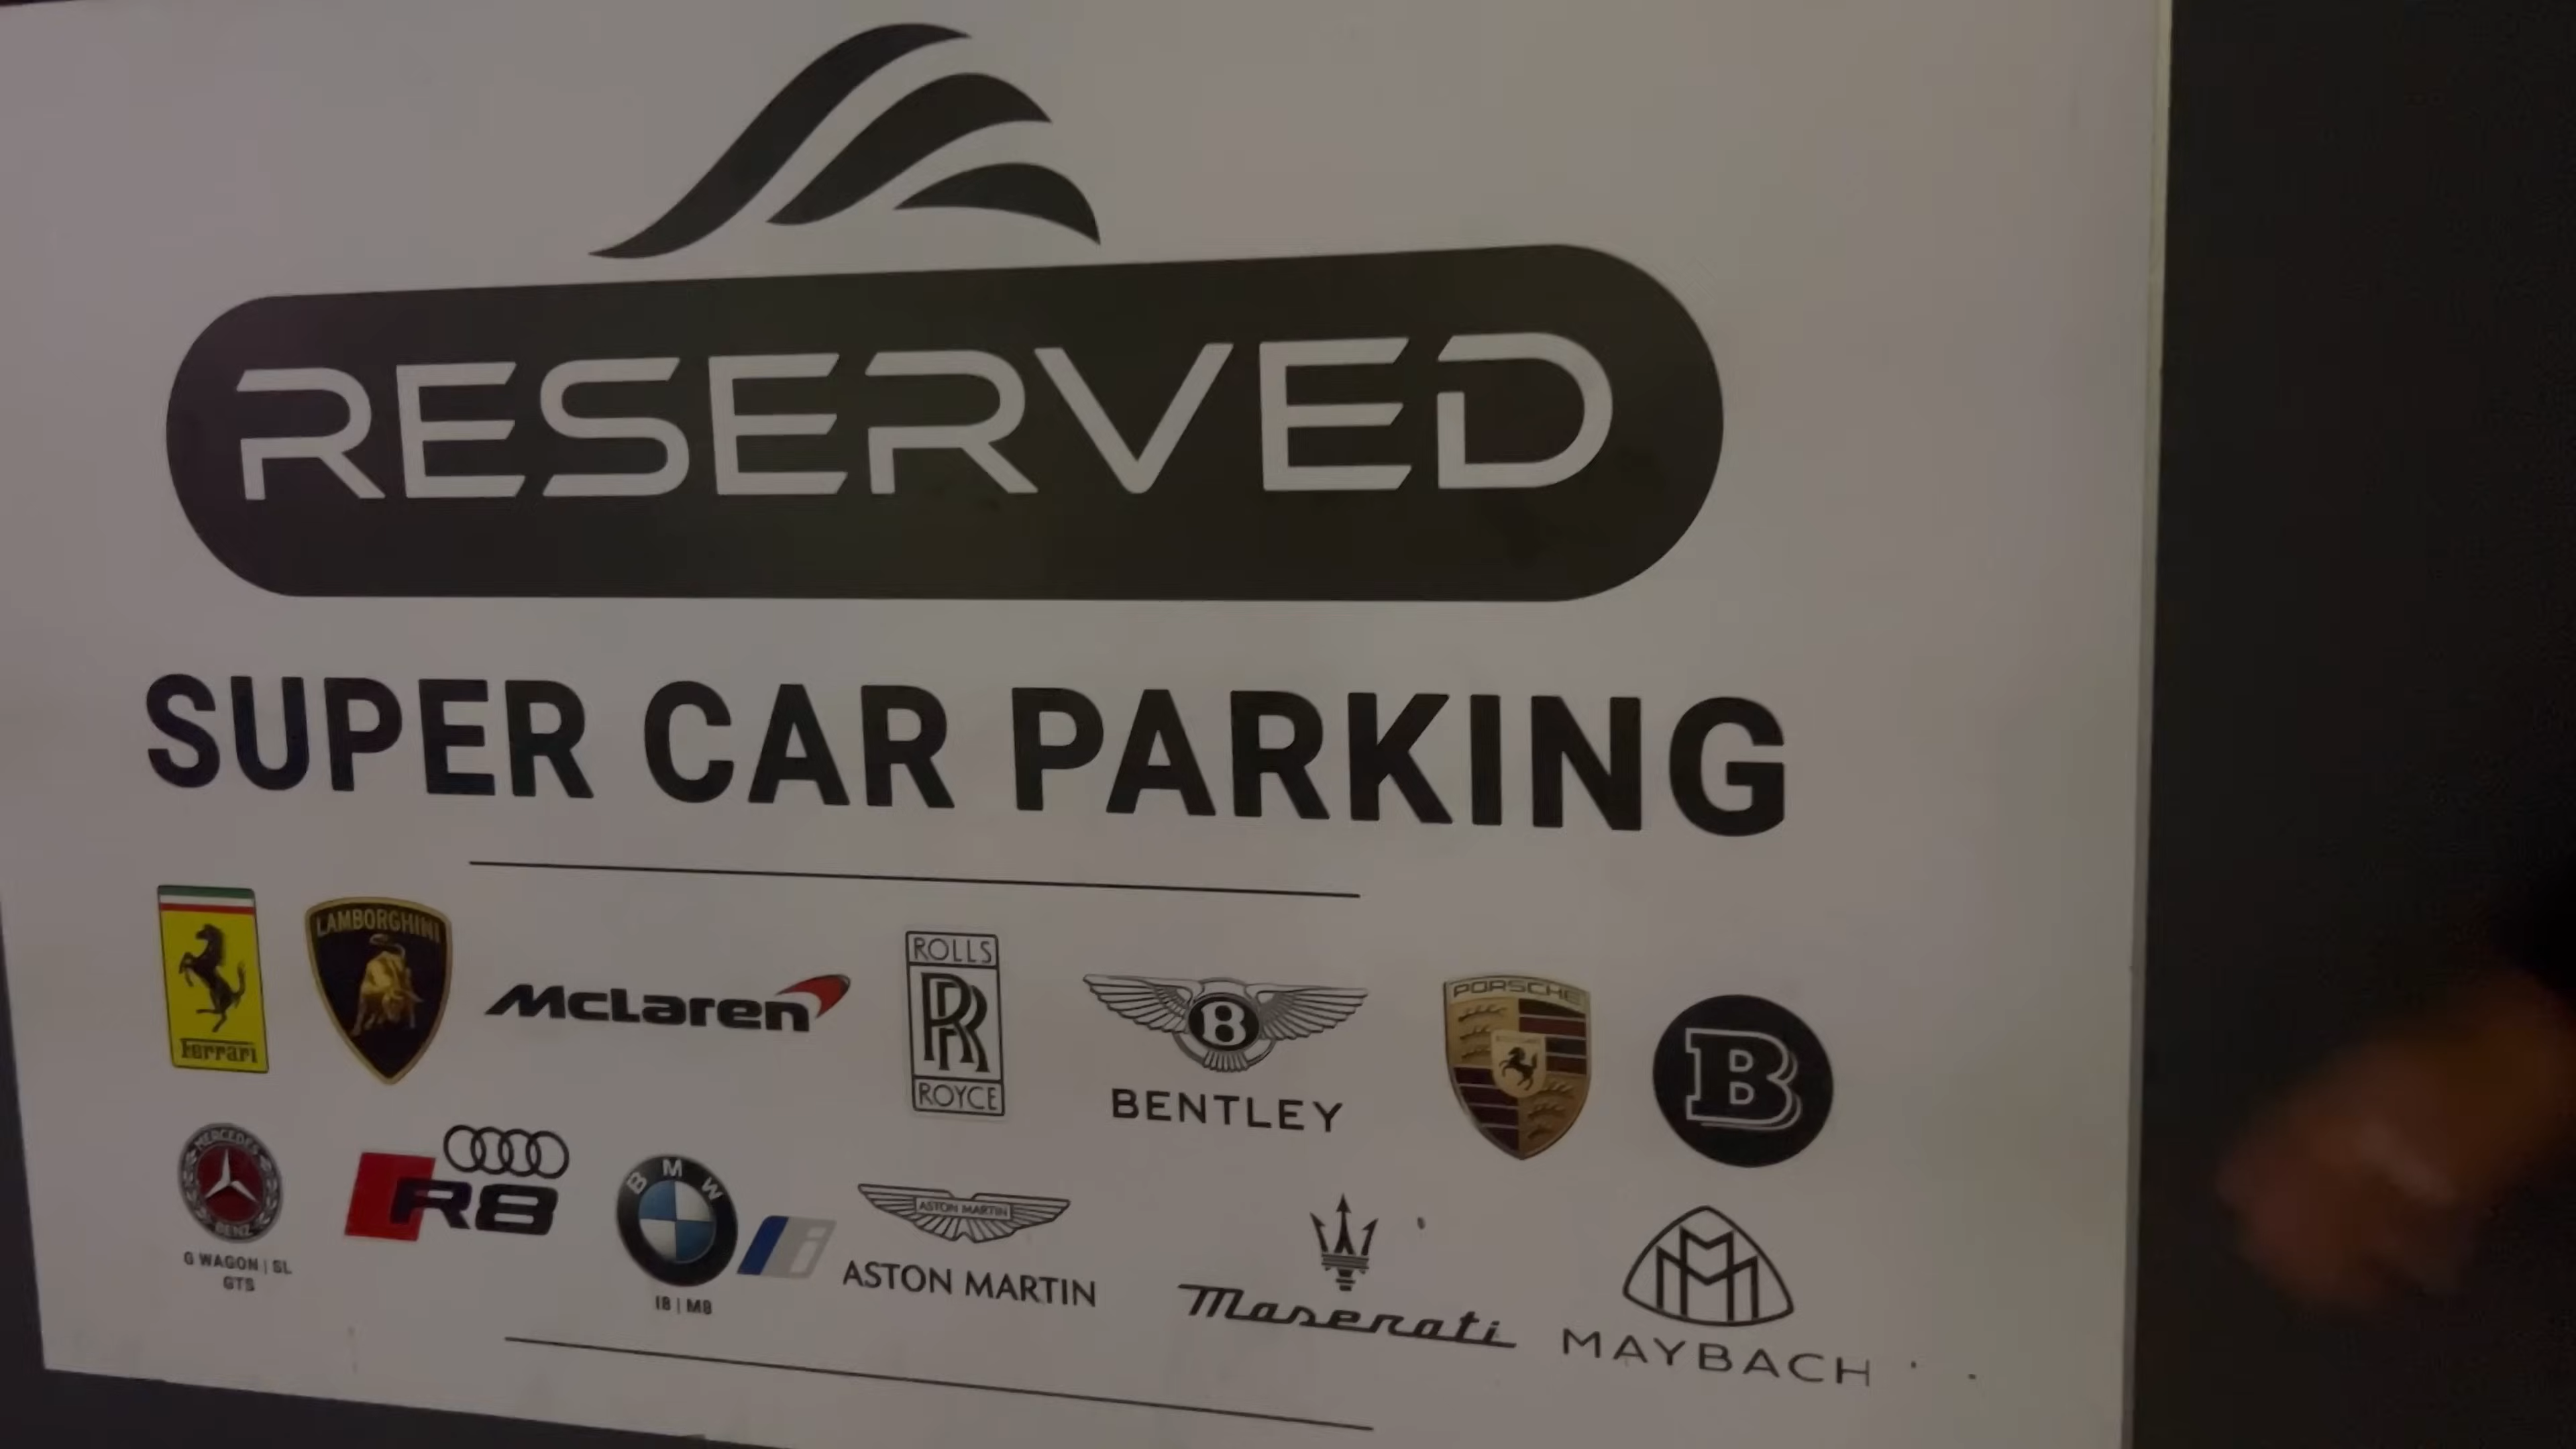 RESERVED
SUPER CAR PARKING
Ferrari
LAMBORGHINI
McLaren
ROLLS
RR
ROYCE
B
BENTLEY
PORSCHE
B
MERCEDES
BENZ
G WAGON | SL
GTS
R8
BMW
i
I8 | M8
ASTON MARTIN
ASTON MARTIN
Maserati
MAYBACH